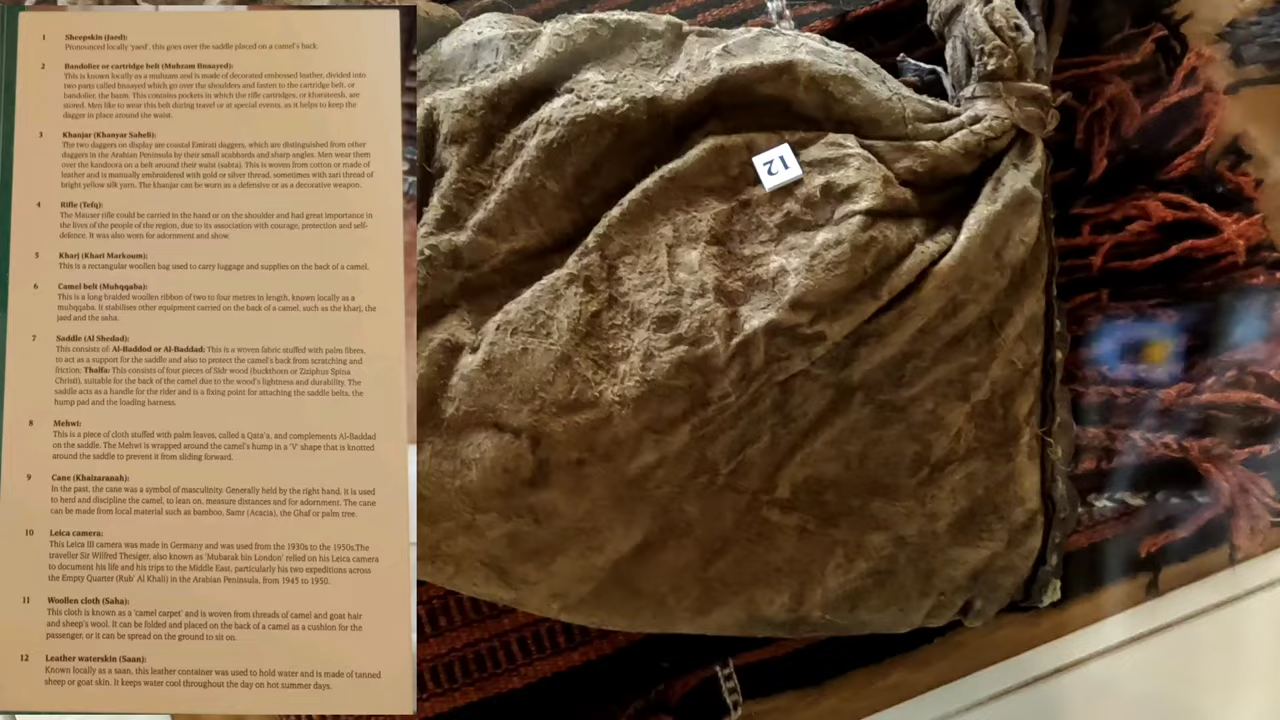 1 Sheepskin (Jaed):
Pronounced locally 'yaed', this goes over the saddle placed on a camel's back.
2 Bandolier or cartridge belt (Muhzam Bnaayed):
This is known locally as a muhzam and is made of decorated embossed leather, divided into
two parts called bnaayed which go over the shoulders and fasten to the cartridge belt, or
bandolier, the hazm. This contains pockets in which the rifle cartridges, or kharateesh, are
stored. Men like to wear this belt during travel or at special events, as it helps to keep the
dagger in place around the waist.
3 Khanjar (Khanyar Saheli):
The two daggers on display are coastal Emirati daggers, which are distinguished from other
daggers in the Arabian Peninsula by their small scabbards and sharp angles. Men wear them
over the kandoora on a belt around their waist (sabta). This is woven from cotton or made of
leather and is manually embroidered with gold or silver thread, sometimes with zari thread of
bright yellow silk yarn. The khanjar can be worn as a defensive or as a decorative weapon.
4 Rifle (Tefq):
The Mauser rifle could be carried in the hand or on the shoulder and had great importance in
the lives of the people of the region, due to its association with courage, protection and self-
defence. It was also worn for adornment and show.
5 Kharj (Kharj Markoum):
This is a rectangular woollen bag used to carry luggage and supplies on the back of a camel.
6 Camel belt (Muhqqaba):
This is a long braided woollen ribbon of two to four metres in length, known locally as a
muhqqaba. It stabilises other equipment carried on the back of a camel, such as the kharj, the
jaed and the saha.
7 Saddle (Al Shedad):
This consists of: Al-Baddod or Al-Baddad: This is a woven fabric stuffed with palm fibres,
to act as a support for the saddle and also to protect the camel's back from scratching and
friction; Thalfa: This consists of four pieces of Sidr wood (buckthorn or Ziziphus Spina
Christi), suitable for the back of the camel due to the wood's lightness and durability. The
saddle acts as a handle for the rider and is a fixing point for attaching the saddle belts, the
hump pad and the loading harness.
8 Mehwi:
This is a piece of cloth stuffed with palm leaves, called a Qata'a, and complements Al-Baddad
on the saddle. The Mehwi is wrapped around the camel's hump in a 'V' shape that is knotted
around the saddle to prevent it from sliding forward.
9 Cane (Khaizaranah):
In the past, the cane was a symbol of masculinity. Generally held by the right hand, it is used
to herd and discipline the camel, to lean on, measure distances and for adornment. The cane
can be made from local material such as bamboo, Samr (Acacia), the Ghaf or palm tree.
10 Leica camera:
This Leica III camera was made in Germany and was used from the 1930s to the 1950s.The
traveller Sir Wilfred Thesiger, also known as 'Mubarak bin London' relied on his Leica camera
to document his life and his trips to the Middle East, particularly his two expeditions across
the Empty Quarter (Rub' Al Khali) in the Arabian Peninsula, from 1945 to 1950.
11 Woollen cloth (Saha):
This cloth is known as a 'camel carpet' and is woven from threads of camel and goat hair
and sheep's wool. It can be folded and placed on the back of a camel as a cushion for the
passenger, or it can be spread on the ground to sit on.
12 Leather waterskin (Saan):
Known locally as a saan, this leather container was used to hold water and is made of tanned
sheep or goat skin. It keeps water cool throughout the day on hot summer days.
12